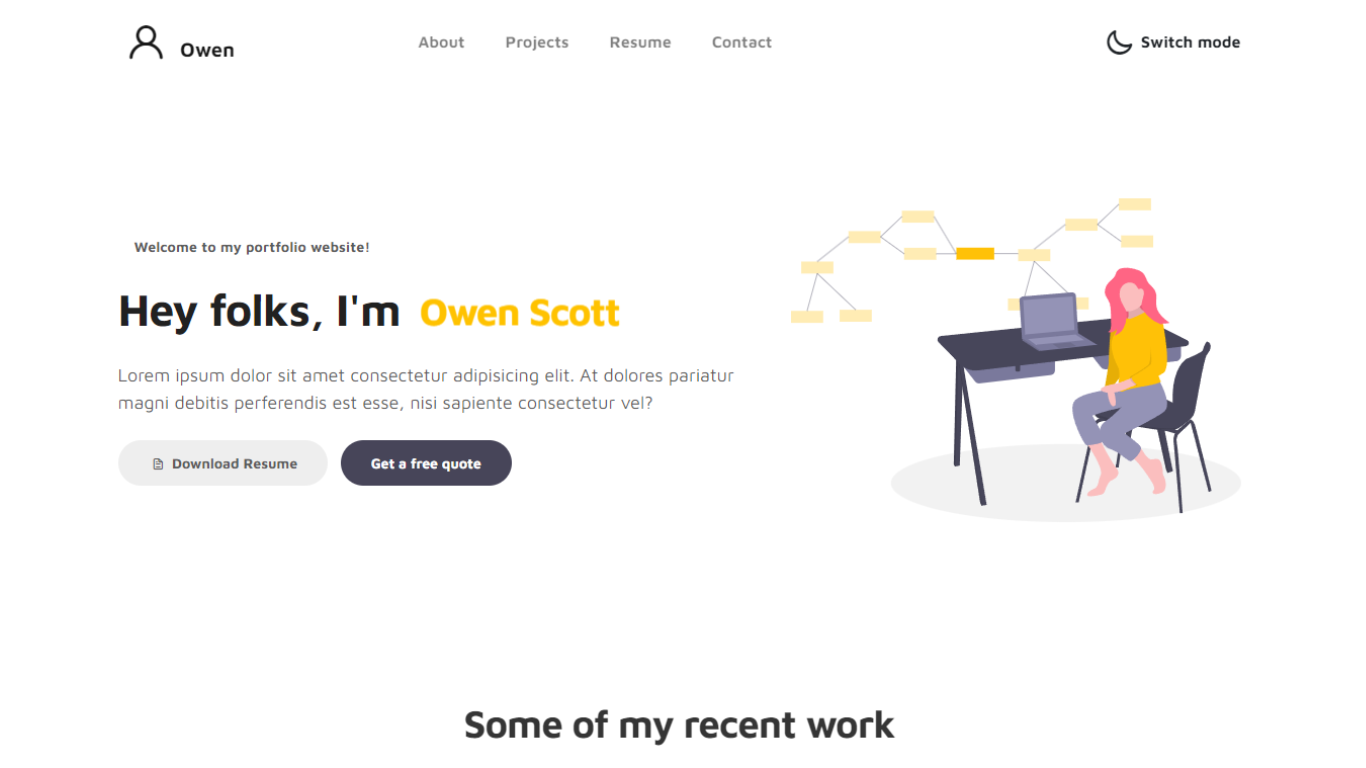 Owen
About Projects Resume Contact
Switch mode
Welcome to my portfolio website!
Hey folks, I'm Owen Scott
Lorem ipsum dolor sit amet consectetur adipisicing elit. At dolores pariatur
magni debitis perferendis est esse, nisi sapiente consectetur vel?
Download Resume
Get a free quote
Some of my recent work